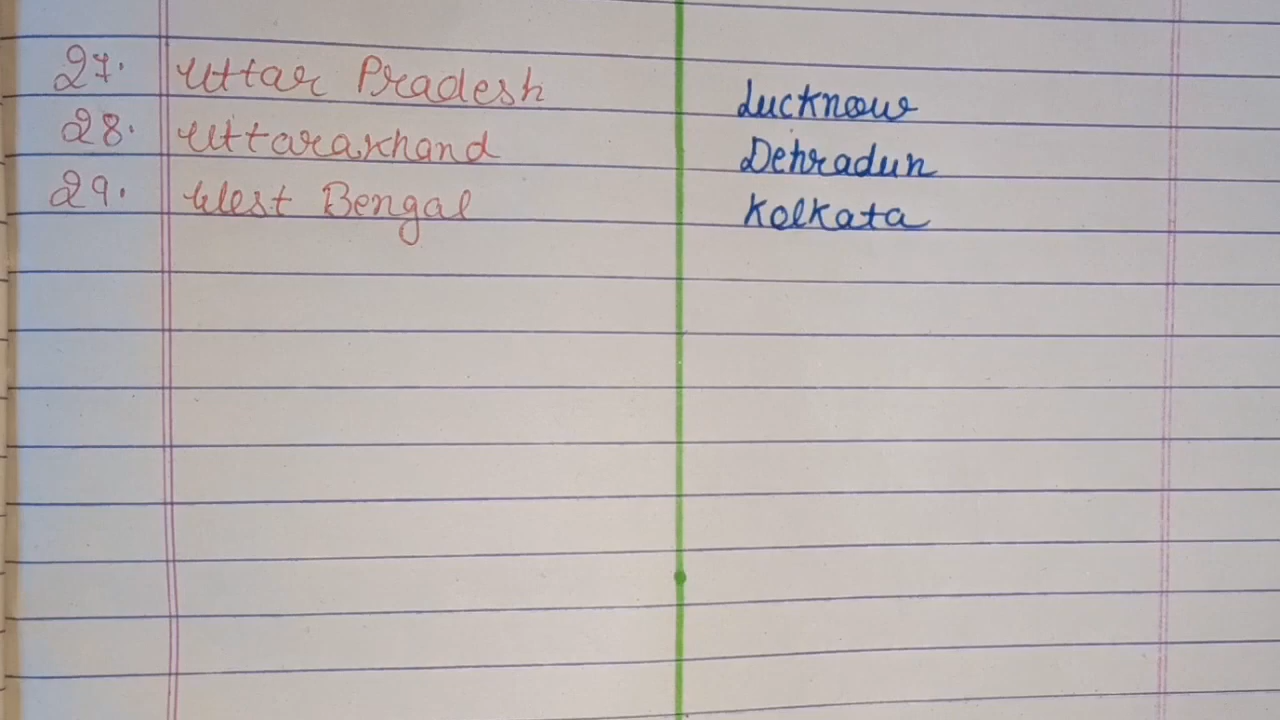 27. Uttar Pradesh Lucknow
28. Uttarakhand Dehradun
29. West Bengal Kolkata